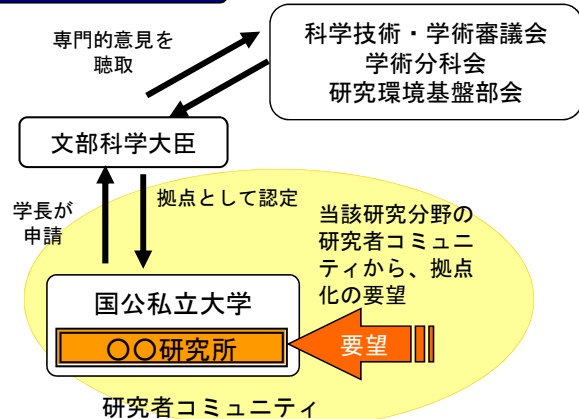 専門的意見を
聴取
科学技術・学術審議会
学術分科会
研究環境基盤部会
文部科学大臣
学長が
申請
拠点として認定
当該研究分野の
研究者コミュニ
ティから、拠点
化の要望
国公私立大学
〇〇研究所
要望
研究者コミュニティ